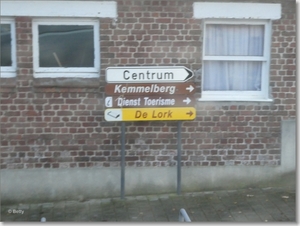 Centrum
Kemmelberg
i Dienst Toerisme
De Lork